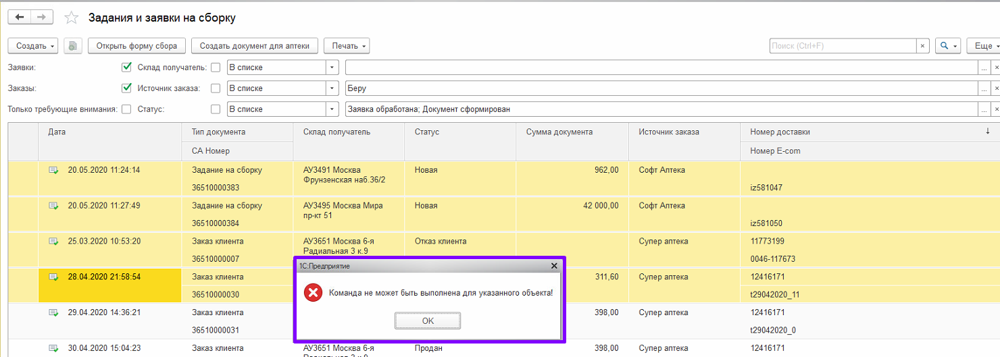 Задания и заявки на сборку
Создать Открыть форму сбора Создать документ для аптеки Печать Поиск (Ctrl+F) × Еще
Заявки: Склад получатель: В списке ... ×
Заказы: Источник заказа: В списке Беру ... ×
Только требующие внимания: Статус: В списке Заявка обработана; Документ сформирован ... ×
Дата Тип документа Склад получатель Статус Сумма документа Источник заказа Номер доставки ↓
СА Номер Номер E-com
20.05.2020 11:24:14 Задание на сборку АУ3491 Москва Новая 962,00 Софт Аптека
Фрунзенская наб.36/2
36510000383 iz581047
20.05.2020 11:27:49 Задание на сборку АУ3495 Москва Мира Новая 42 000,00 Софт Аптека
пр-кт 51
36510000384 iz581050
25.03.2020 10:53:20 Заказ клиента АУ3651 Москва 6-я Отказ клиента Супер аптека 11773199
Радиальная 3 к.9
36510000007 0046-117673
28.04.2020 21:58:54 Заказ клиента 311,60 Супер аптека 12416171
36510000030 t29042020_11
29.04.2020 14:36:21 Заказ клиента 398,00 Супер аптека 12416171
36510000031 t29042020_0
30.04.2020 15:04:23 Заказ клиента АУ3651 Москва 6-я Продан 398,00 Супер аптека 12416171
1С:Предприятие
Команда не может быть выполнена для указанного объекта!
OK